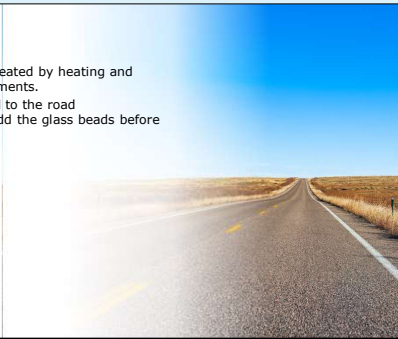 eated by heating and
ments.
to the road
dd the glass beads before